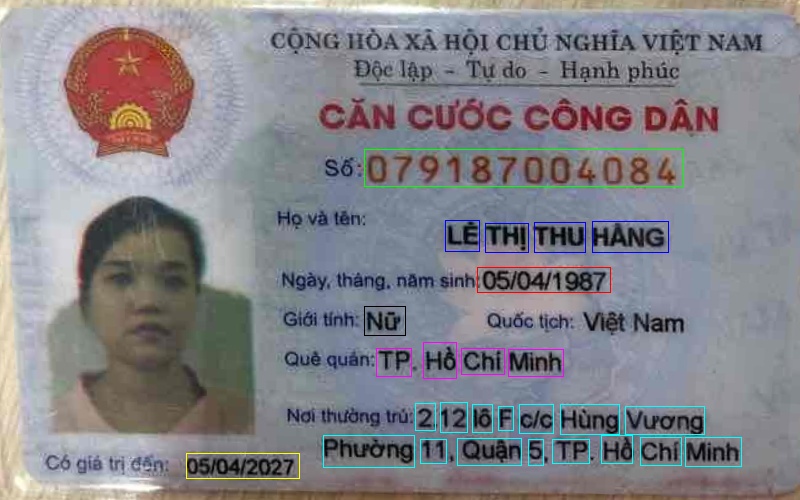 CỘNG HÒA XÃ HỘI CHỦ NGHĨA VIỆT NAM
Độc lập - Tự do - Hạnh phúc
CĂN CƯỚC CÔNG DÂN
Số: 079187004084
Họ và tên:
LÊ THỊ THU HẰNG
Ngày, tháng, năm sinh: 05/04/1987
Giới tính: Nữ Quốc tịch: Việt Nam
Quê quán: TP. Hồ Chí Minh
Nơi thường trú: 2.12 lô F c/c Hùng Vương
Phường 11, Quận 5, TP. Hồ Chí Minh
Có giá trị đến: 05/04/2027